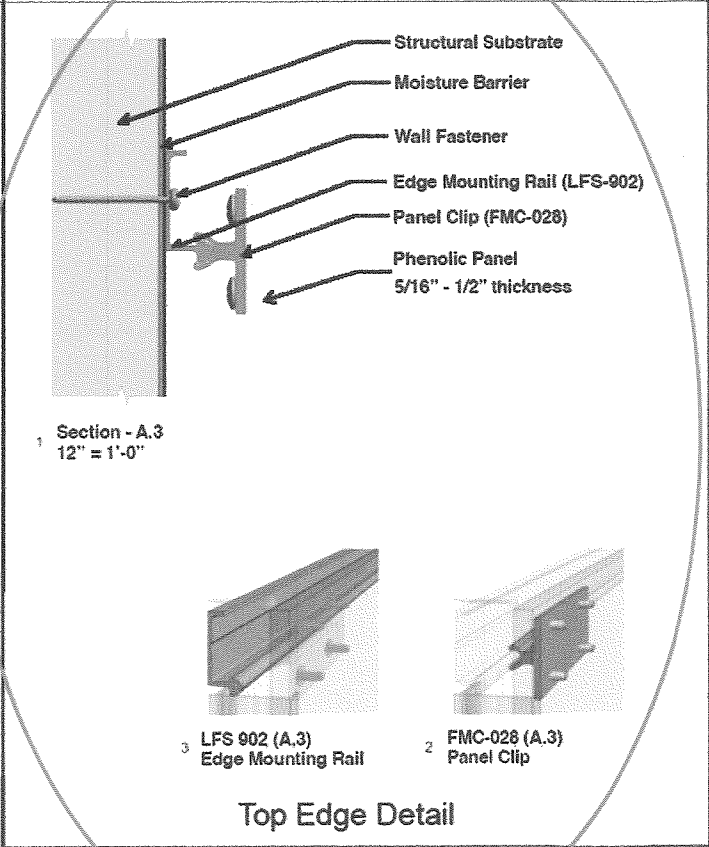 Structural Substrate
Moisture Barrier
Wall Fastener
Edge Mounting Rail (LFS-902)
Panel Clip (FMC-028)
Phenolic Panel
5/16" - 1/2" thickness
1 Section - A.3
12" = 1'-0"
3 LFS 902 (A.3)
Edge Mounting Rail
2 FMC-028 (A.3)
Panel Clip
Top Edge Detail